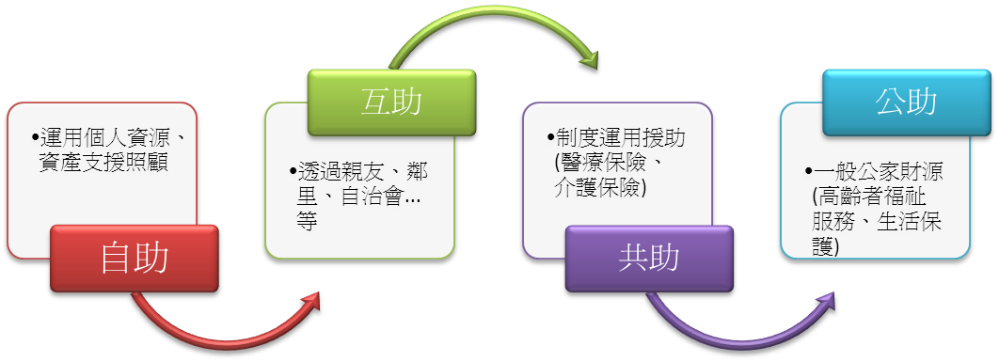 •運用個人資源、
資產支援照顧
自助
互助
•透過親友、鄰
里、自治會...
等
•制度運用援助
(醫療保險、
介護保險)
共助
公助
•一般公家財源
(高齡者福祉
服務、生活保
護)